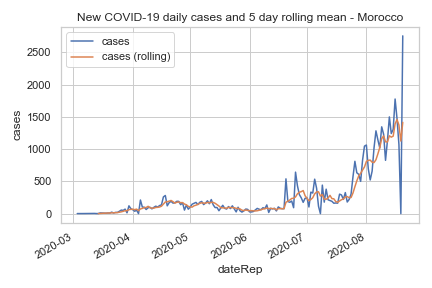 New COVID-19 daily cases and 5 day rolling mean - Morocco
cases
cases (rolling)
2500
2000
1500
1000
500
0
cases
2020-03
2020-04
2020-05
2020-06
2020-07
2020-08
dateRep